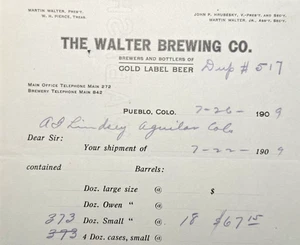 MARTIN WALTER, PRES'T.
W. H. PIERCE, TREAS.
JOHN F. HRUBESKY, V.-PRES'T. AND SEC'Y.
MARTIN WALTER, JR., ASS'T. SEC'Y.
THE WALTER BREWING CO.
BREWERS AND BOTTLERS OF
GOLD LABEL BEER Dup # 517
MAIN OFFICE TELEPHONE MAIN 272
BREWERY TELEPHONE MAIN 842
PUEBLO, COLO. 7-26- 1909
A F Lindsey Aguilar Colo
Dear Sir:
Your shipment of 7-22- 1909
contained Barrels:
Doz. large size @ $
Doz. Owen " @
373 Doz. Small " @ 18 $67 15
373 4 Doz. cases, small @